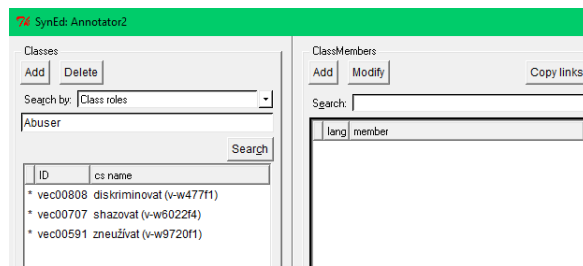 SynEd: Annotator2
Classes
Add Delete
Search by: Class roles
Abuser
Search
ID cs name
* vec00808 diskriminovat (v-w477f1)
* vec00707 shazovat (v-w6022f4)
* vec00591 zneužívat (v-w9720f1)
ClassMembers
Add Modify Copy links
Search:
lang member